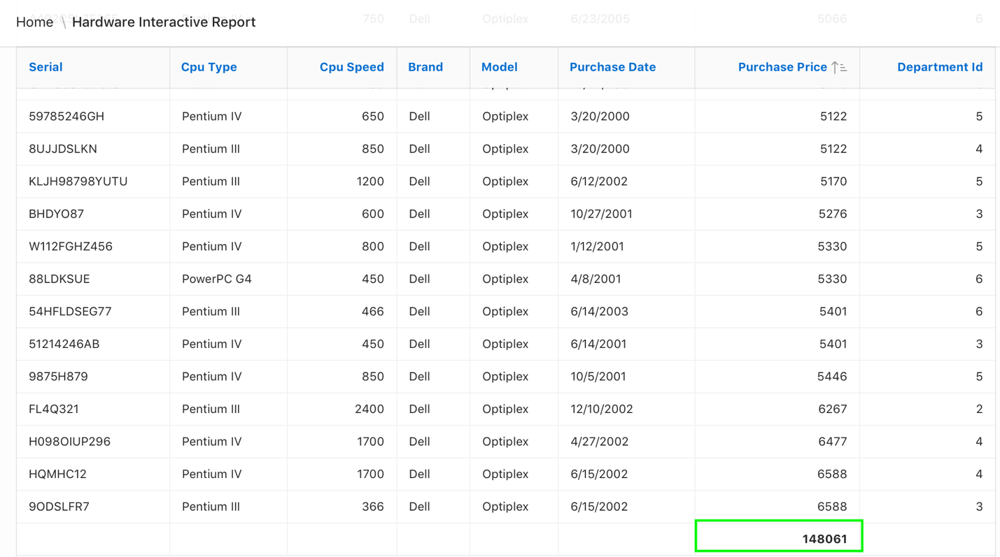 750 Dell Optiplex 6/23/2005 5066 6
Home \ Hardware Interactive Report
Serial Cpu Type Cpu Speed Brand Model Purchase Date Purchase Price Department Id
59785246GH Pentium IV 650 Dell Optiplex 3/20/2000 5122 5
8UJJDSLKN Pentium III 850 Dell Optiplex 3/20/2000 5122 4
KLJH98798YUTU Pentium III 1200 Dell Optiplex 6/12/2002 5170 5
BHDYO87 Pentium IV 600 Dell Optiplex 10/27/2001 5276 3
W112FGHZ456 Pentium IV 800 Dell Optiplex 1/12/2001 5330 5
88LDKSUE PowerPC G4 450 Dell Optiplex 4/8/2001 5330 6
54HFLDSEG77 Pentium III 466 Dell Optiplex 6/14/2003 5401 6
51214246AB Pentium IV 450 Dell Optiplex 6/14/2001 5401 3
9875H879 Pentium IV 850 Dell Optiplex 10/5/2001 5446 5
FL4Q321 Pentium III 2400 Dell Optiplex 12/10/2002 6267 2
H098OIUP296 Pentium IV 1700 Dell Optiplex 4/27/2002 6477 4
HQMHC12 Pentium IV 1700 Dell Optiplex 6/15/2002 6588 4
9ODSLFR7 Pentium III 366 Dell Optiplex 6/15/2002 6588 3
148061